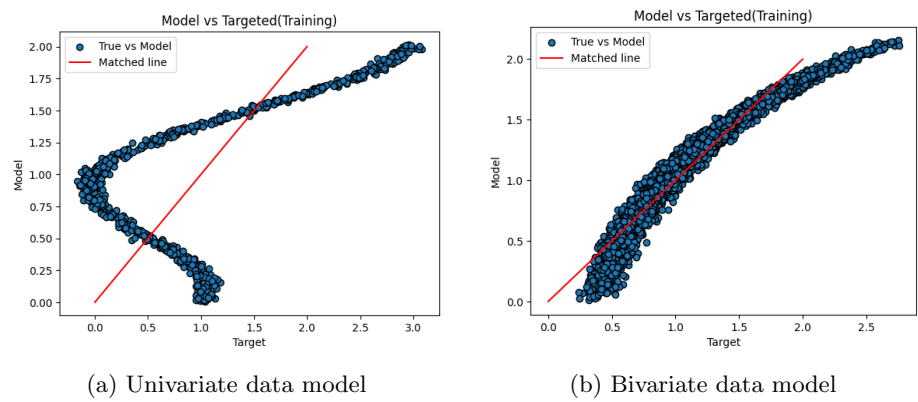 Model vs Targeted(Training)
True vs Model
Matched line
2.00
1.75
1.50
1.25
1.00
0.75
0.50
0.25
0.00
Model
0.0 0.5 1.0 1.5 2.0 2.5 3.0
Target
(a) Univariate data model
Model vs Targeted(Training)
True vs Model
Matched line
2.0
1.5
1.0
0.5
0.0
Model
0.0 0.5 1.0 1.5 2.0 2.5
Target
(b) Bivariate data model